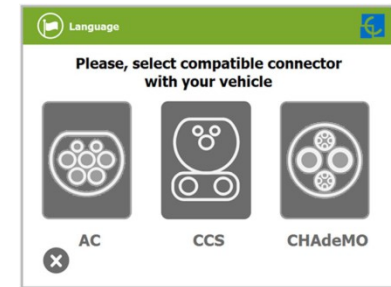 Language
Please, select compatible connector
with your vehicle
AC
CCS
CHAdeMO